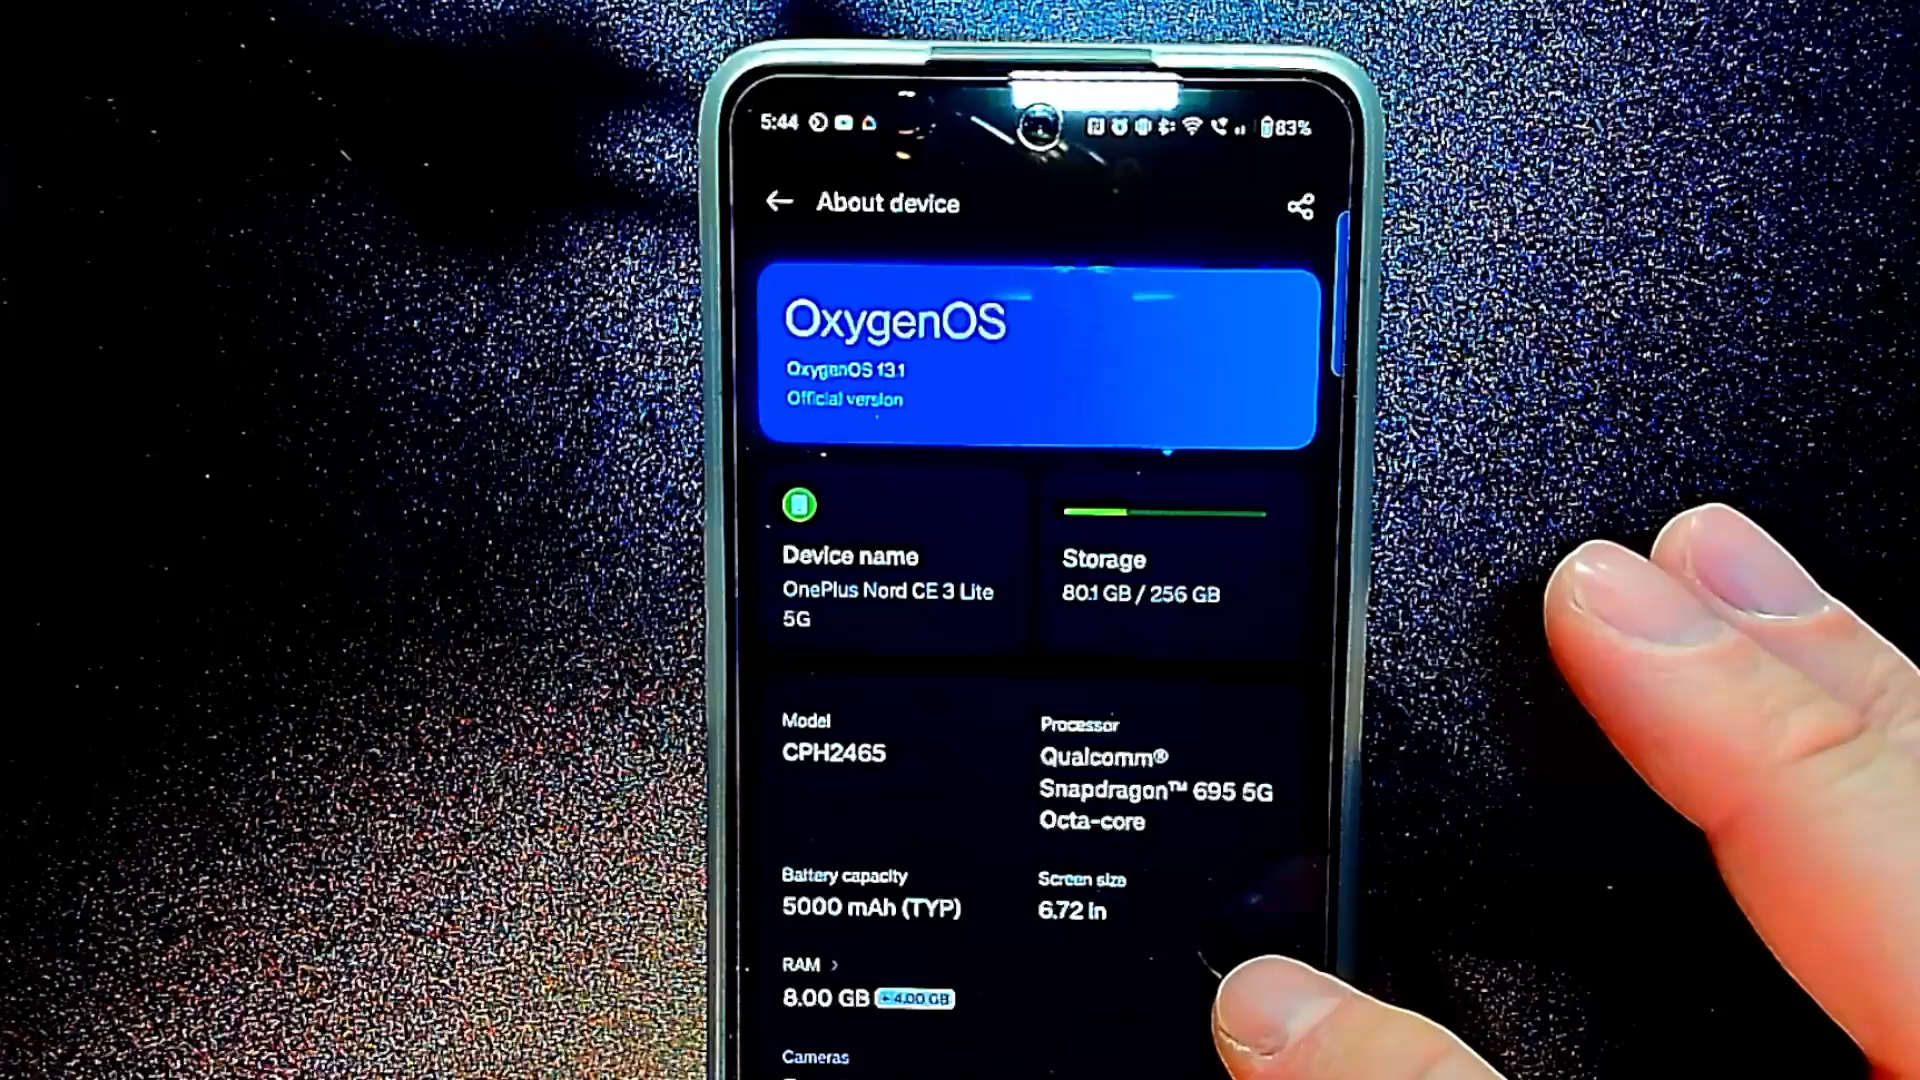 5:44
83%
About device
OxygenOS
OxygenOS 13.1
Official version
Device name
OnePlus Nord CE 3 Lite
5G
Storage
80.1 GB / 256 GB
Model
CPH2465
Processor
Qualcomm®
Snapdragon™ 695 5G
Octa-core
Battery capacity
5000 mAh (TYP)
Screen size
6.72 in
RAM >
8.00 GB + 4.00 GB
Cameras